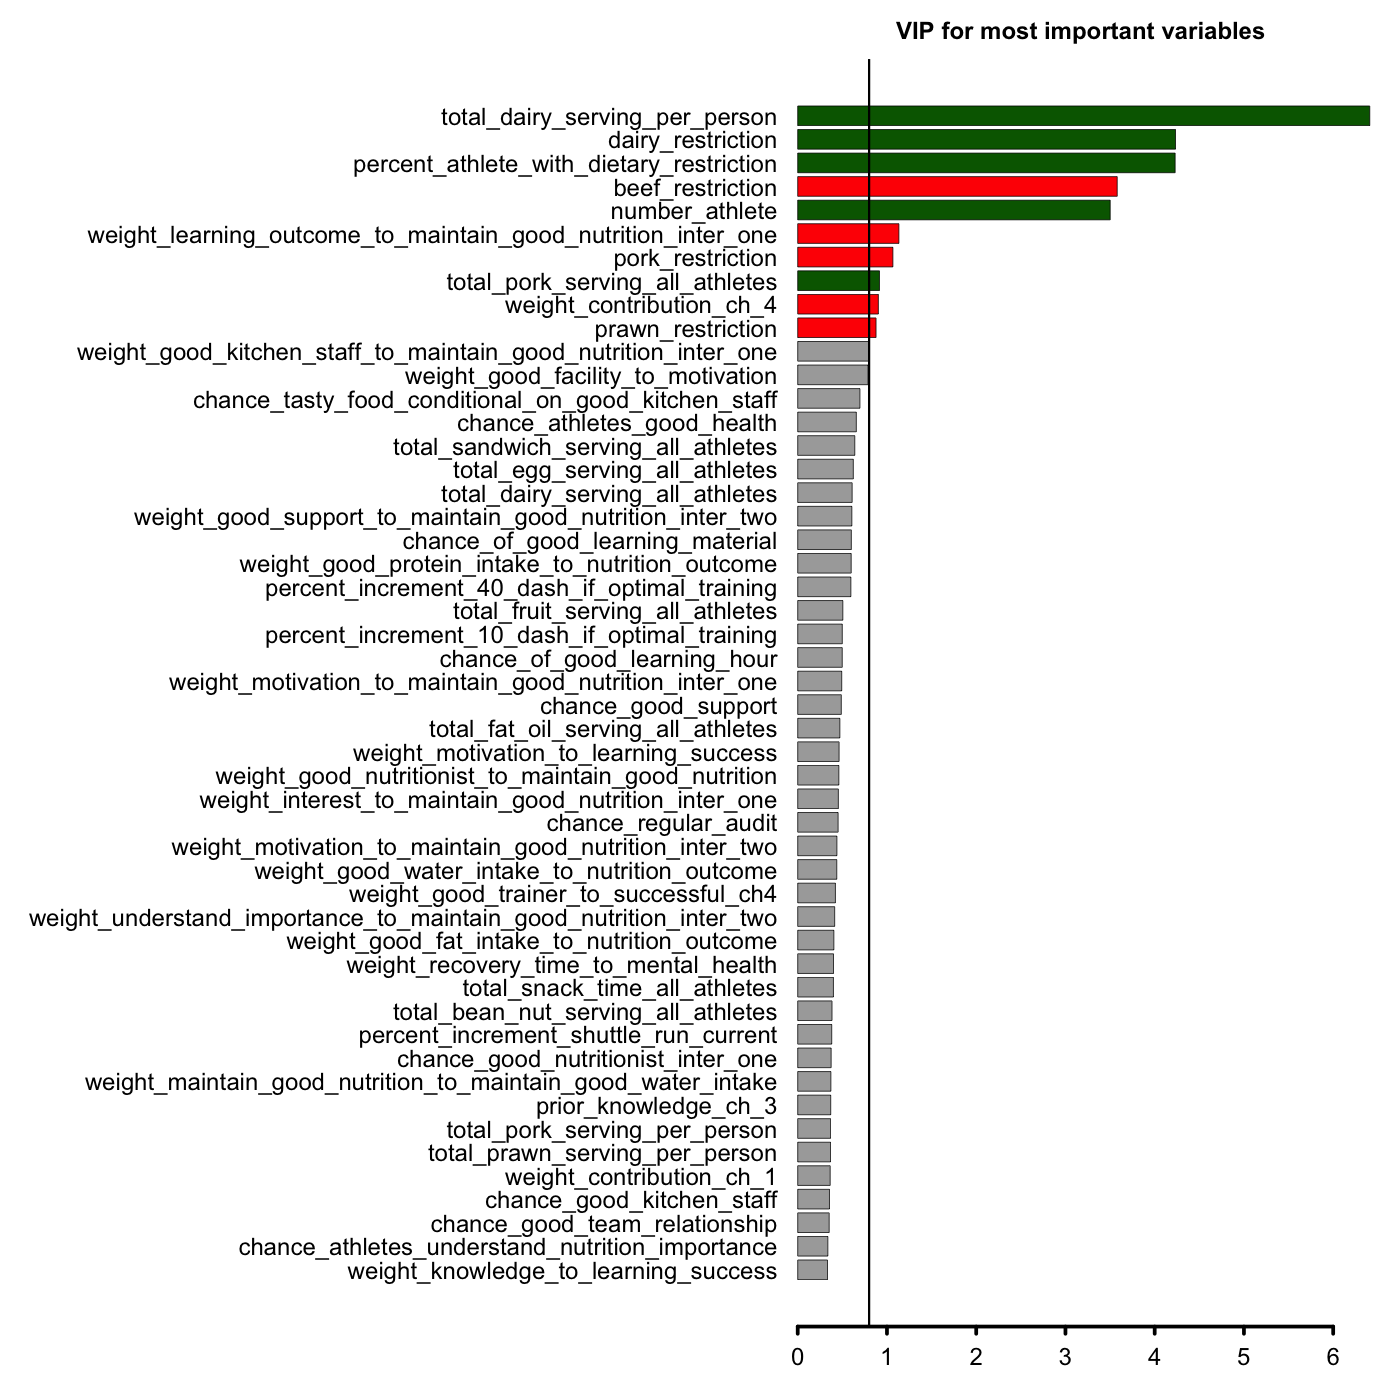 VIP for most important variables
total_dairy_serving_per_person
dairy_restriction
percent_athlete_with_dietary_restriction
beef_restriction
number_athlete
weight_learning_outcome_to_maintain_good_nutrition_inter_one
pork_restriction
total_pork_serving_all_athletes
weight_contribution_ch_4
prawn_restriction
weight_good_kitchen_staff_to_maintain_good_nutrition_inter_one
weight_good_facility_to_motivation
chance_tasty_food_conditional_on_good_kitchen_staff
chance_athletes_good_health
total_sandwich_serving_all_athletes
total_egg_serving_all_athletes
total_dairy_serving_all_athletes
weight_good_support_to_maintain_good_nutrition_inter_two
chance_of_good_learning_material
weight_good_protein_intake_to_nutrition_outcome
percent_increment_40_dash_if_optimal_training
total_fruit_serving_all_athletes
percent_increment_10_dash_if_optimal_training
chance_of_good_learning_hour
weight_motivation_to_maintain_good_nutrition_inter_one
chance_good_support
total_fat_oil_serving_all_athletes
weight_motivation_to_learning_success
weight_good_nutritionist_to_maintain_good_nutrition
weight_interest_to_maintain_good_nutrition_inter_one
chance_regular_audit
weight_motivation_to_maintain_good_nutrition_inter_two
weight_good_water_intake_to_nutrition_outcome
weight_good_trainer_to_successful_ch4
weight_understand_importance_to_maintain_good_nutrition_inter_two
weight_good_fat_intake_to_nutrition_outcome
weight_recovery_time_to_mental_health
total_snack_time_all_athletes
total_bean_nut_serving_all_athletes
percent_increment_shuttle_run_current
chance_good_nutritionist_inter_one
weight_maintain_good_nutrition_to_maintain_good_water_intake
prior_knowledge_ch_3
total_pork_serving_per_person
total_prawn_serving_per_person
weight_contribution_ch_1
chance_good_kitchen_staff
chance_good_team_relationship
chance_athletes_understand_nutrition_importance
weight_knowledge_to_learning_success
0 1 2 3 4 5 6